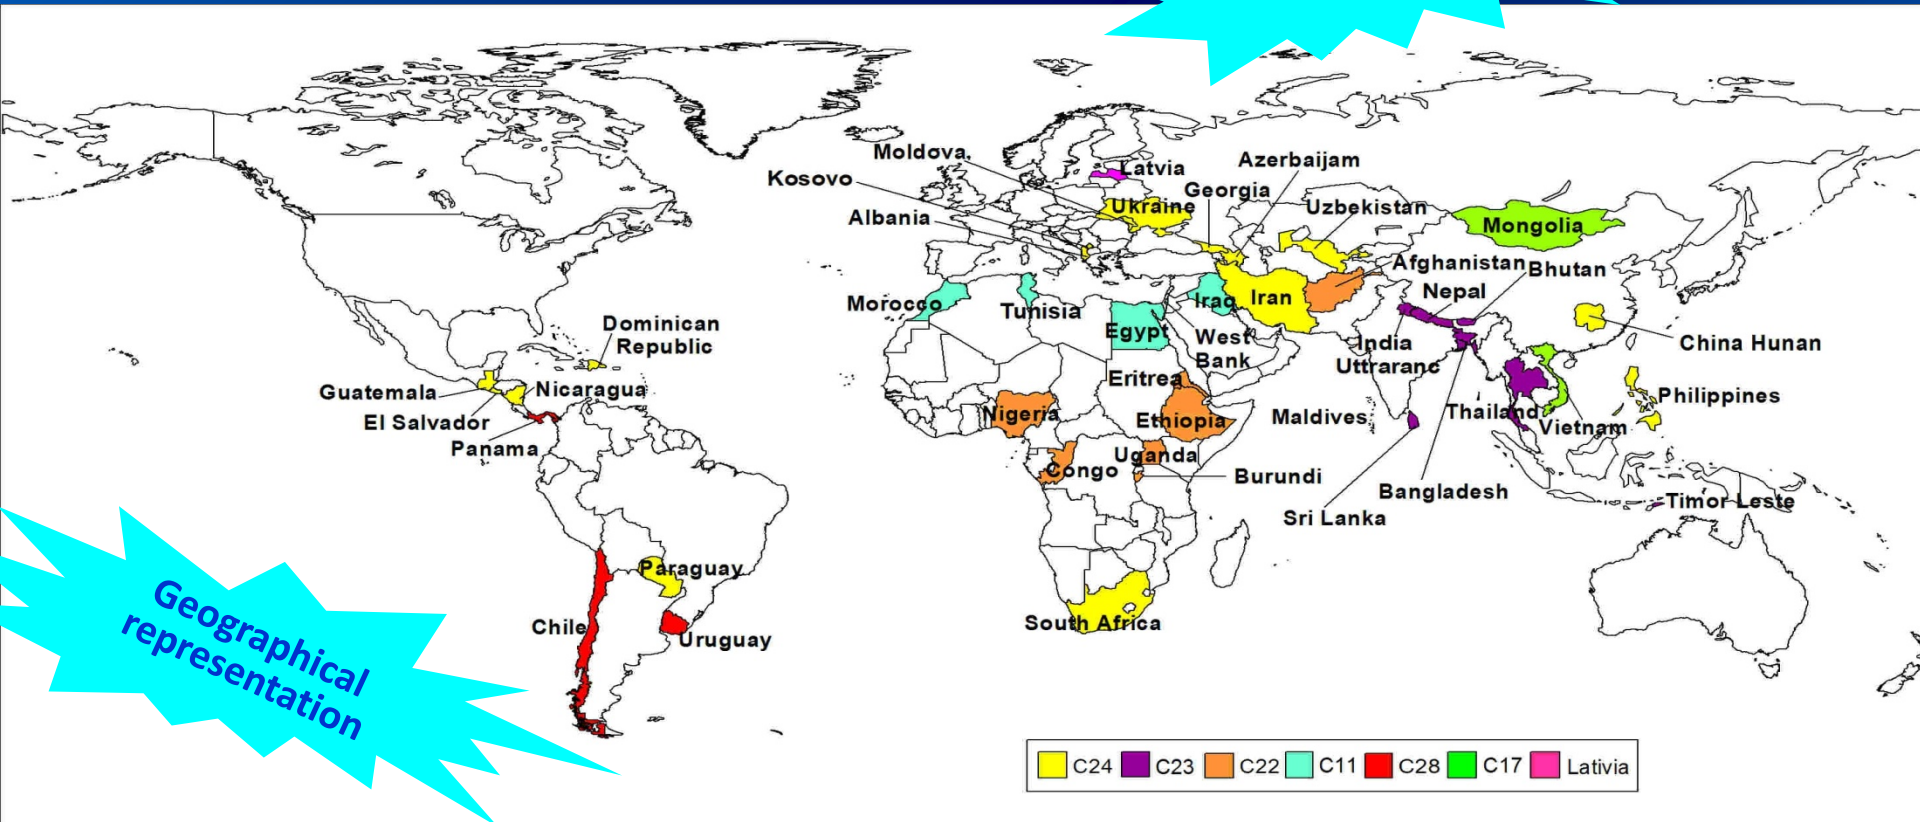 Moldova
Latvia
Azerbaijam
Kosovo
Georgia
Albania
Ukraine
Uzbekistan
Mongolia
Afghanistan
Bhutan
Nepal
Morocco
Tunisia
Iraq
Iran
Egypt
West
Bank
India
Uttraranc
China Hunan
Dominican
Republic
Guatemala
Nicaragua
El Salvador
Panama
Eritrea
Nigeria
Ethiopia
Maldives
Thailand
Philippines
Vietnam
Congo
Uganda
Burundi
Bangladesh
Sri Lanka
Timor Leste
Paraguay
Chile
Uruguay
South Africa
Geographical
representation
C24 C23 C22 C11 C28 C17 Lativia